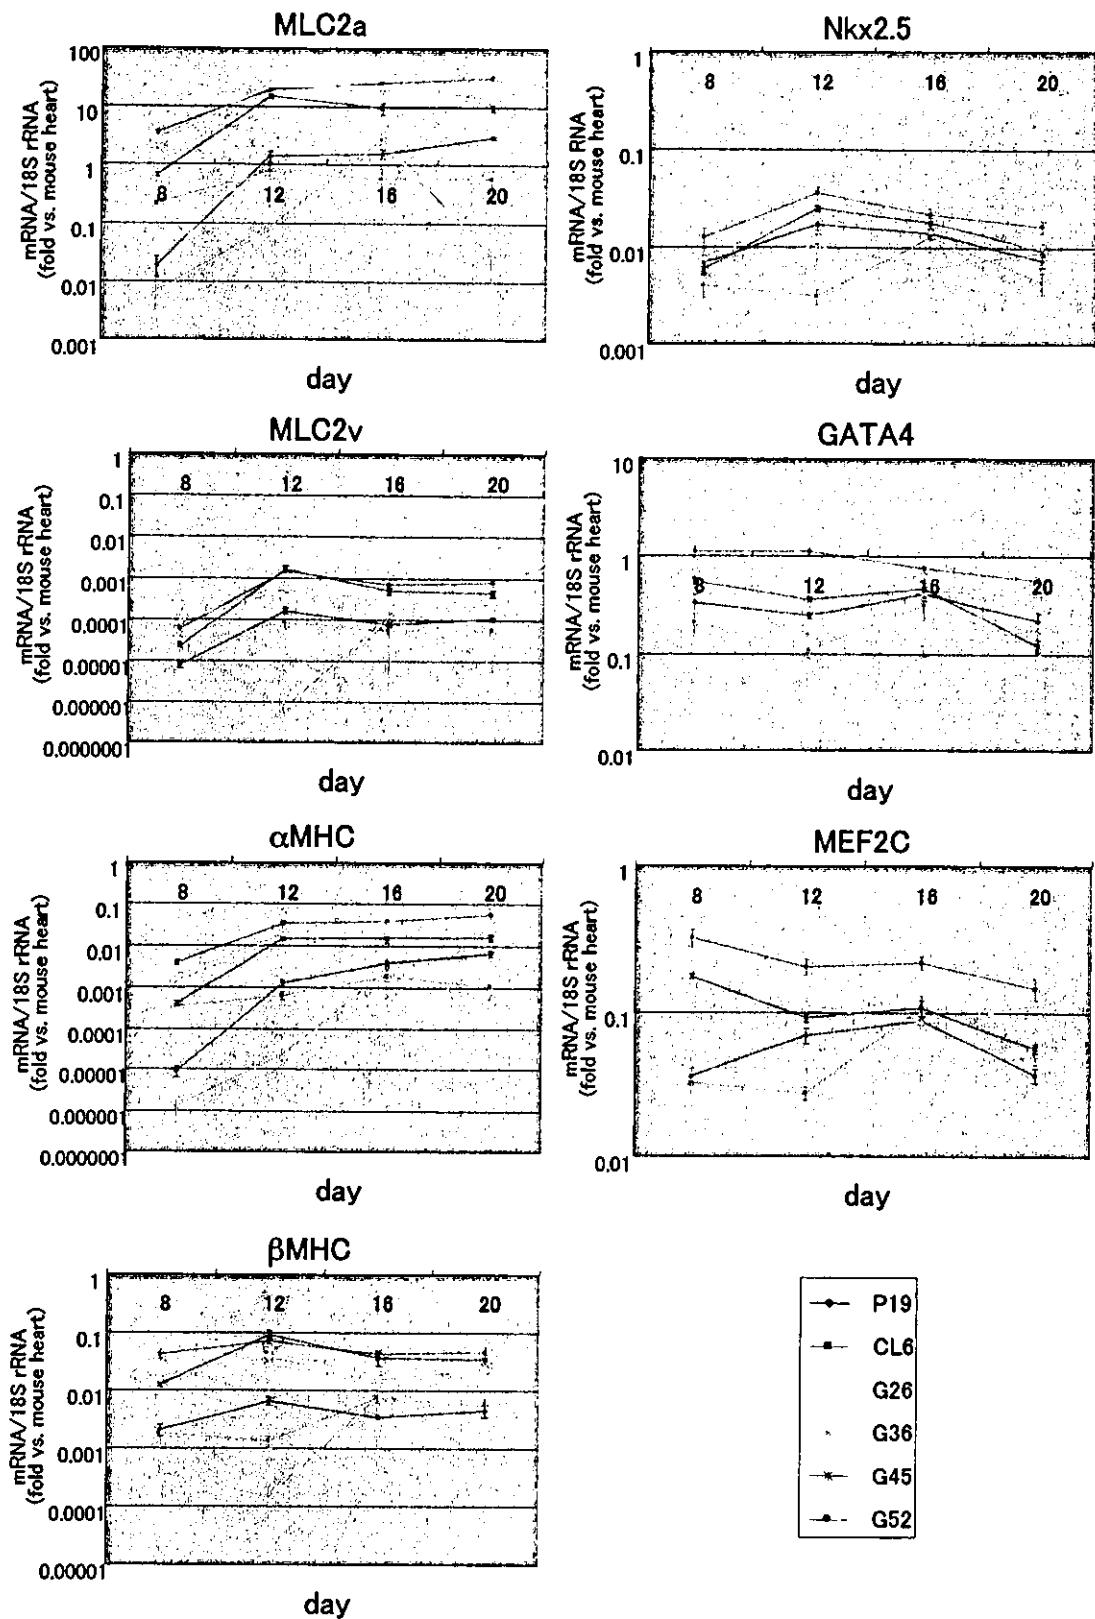 MLC2a
mRNA/18S rRNA
(fold vs. mouse heart)
100
10
1
0.1
0.01
0.001
8
12
16
20
day
Nkx2.5
mRNA/18S RNA
(fold vs. mouse heart)
1
0.1
0.01
0.001
8
12
16
20
day
MLC2v
mRNA/18S rRNA
(fold vs. mouse heart)
1
0.1
0.01
0.001
0.0001
0.00001
0.000001
0.0000001
8
12
16
20
day
GATA4
mRNA/18S rRNA
(fold vs. mouse heart)
10
1
0.1
0.01
8
12
16
20
day
αMHC
mRNA/18S rRNA
(fold vs. mouse heart)
1
0.1
0.01
0.001
0.0001
0.00001
0.000001
0.0000001
8
12
16
20
day
MEF2C
mRNA/18S rRNA
(fold vs. mouse heart)
1
0.1
0.01
8
12
16
20
day
βMHC
mRNA/18S rRNA
(fold vs. mouse heart)
1
0.1
0.01
0.001
0.0001
0.00001
8
12
16
20
day
P19
CL6
G26
G36
G45
G52